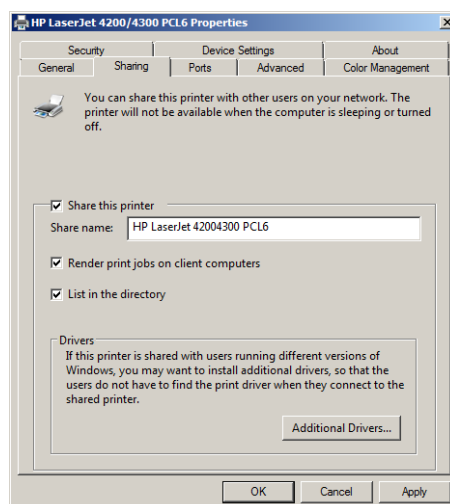 HP LaserJet 4200/4300 PCL6 Properties
Security Device Settings About
General Sharing Ports Advanced Color Management
You can share this printer with other users on your network. The
printer will not be available when the computer is sleeping or turned
off.
Share this printer
Share name: HP LaserJet 42004300 PCL6
Render print jobs on client computers
List in the directory
Drivers
If this printer is shared with users running different versions of
Windows, you may want to install additional drivers, so that the
users do not have to find the print driver when they connect to the
shared printer.
Additional Drivers...
OK Cancel Apply